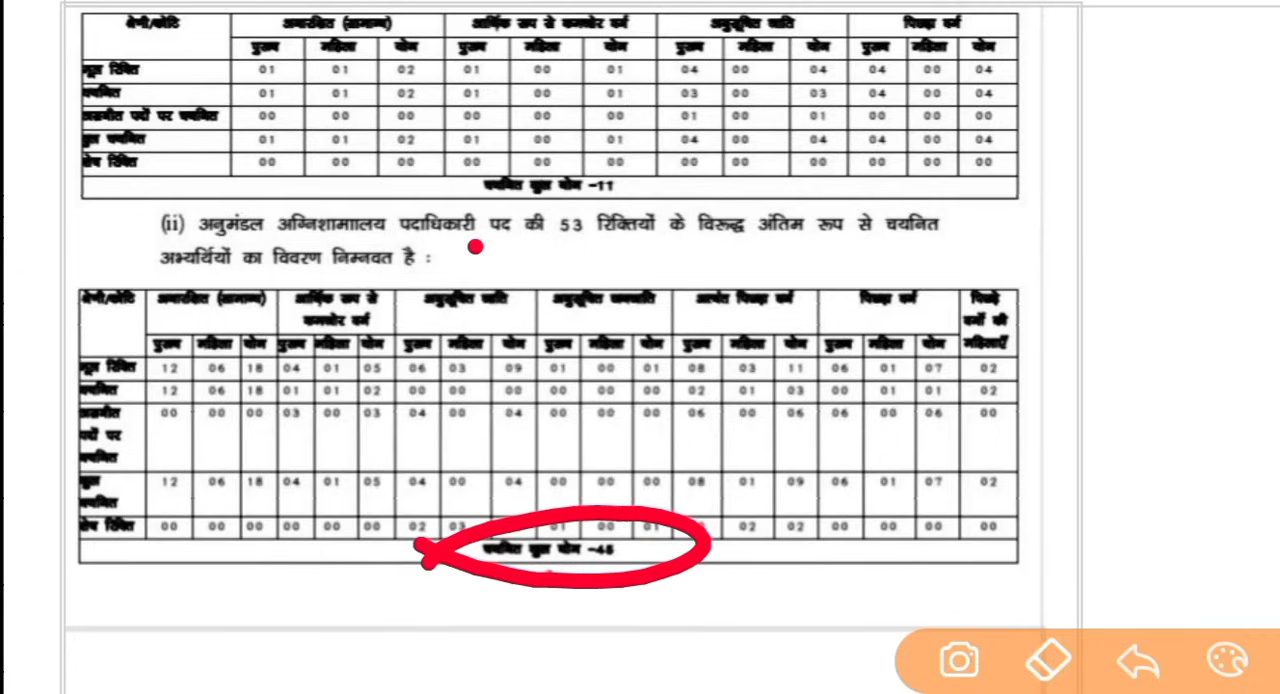 श्रेणी/कोटि अनारक्षित (सामान्य) आर्थिक रूप से कमजोर वर्ग अनुसूचित जाति पिछड़ा वर्ग
पुरूष महिला योग पुरूष महिला योग पुरूष महिला योग पुरूष महिला योग
मूल रिक्ति 01 01 02 01 00 01 04 00 04 04 00 04
चयनित 01 01 02 01 00 01 03 00 03 04 00 04
अग्रनीत पदों पर चयनित 00 00 00 00 00 00 01 00 01 00 00 00
कुल चयनित 01 01 02 01 00 01 04 00 04 04 00 04
शेष रिक्ति 00 00 00 00 00 00 00 00 00 00 00 00
चयनित कुल योग -11
(ii) अनुमंडल अग्निशामाालय पदाधिकारी पद की 53 रिक्तियों के विरूद्ध अंतिम रूप से चयनित
अभ्यर्थियों का विवरण निम्नवत है :
श्रेणी/कोटि अनारक्षित (सामान्य) आर्थिक रूप से अनुसूचित जाति अनुसूचित जनजाति अत्यंत पिछड़ा वर्ग पिछड़ा वर्ग पिछड़े
कमजोर वर्ग वर्गों की
पुरूष महिला योग पुरूष महिला योग पुरूष महिला योग पुरूष महिला योग पुरूष महिला योग पुरूष महिला योग महिलाएँ
मूल रिक्ति 12 06 18 04 01 05 06 03 09 01 00 01 08 03 11 06 01 07 02
चयनित 12 06 18 01 01 02 00 00 00 00 00 00 02 01 03 00 01 01 02
अग्रनीत 00 00 00 03 00 03 04 00 04 00 00 00 06 00 06 06 00 06 00
पदों पर
चयनित
कुल 12 06 18 04 01 05 04 00 04 00 00 00 08 01 09 06 01 07 02
चयनित
शेष रिक्ति 00 00 00 00 00 00 02 03 01 00 01 02 02 00 00 00 00
चयनित कुल योग -45